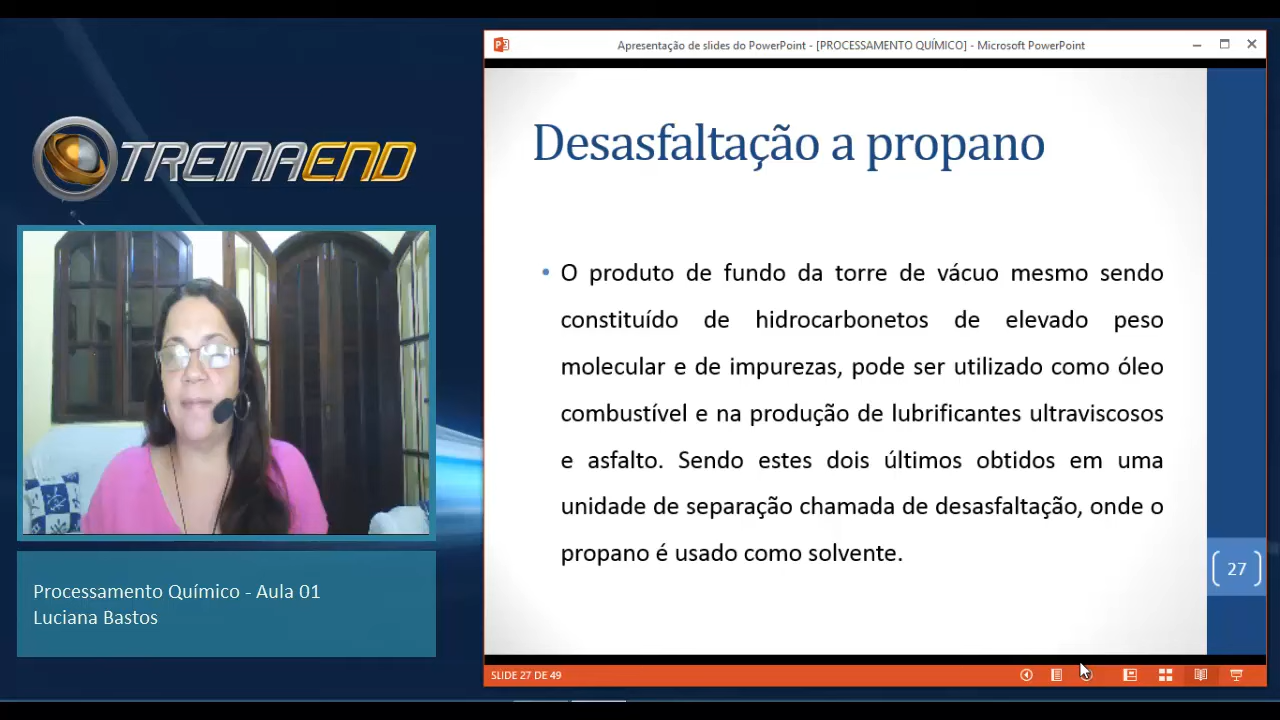 TREINAEND
Processamento Químico - Aula 01
Luciana Bastos
Apresentação de slides do PowerPoint - [PROCESSAMENTO QUÍMICO] - Microsoft PowerPoint
Desasfaltação a propano
• O produto de fundo da torre de vácuo mesmo sendo
constituído de hidrocarbonetos de elevado peso
molecular e de impurezas, pode ser utilizado como óleo
combustível e na produção de lubrificantes ultraviscosos
e asfalto. Sendo estes dois últimos obtidos em uma
unidade de separação chamada de desasfaltação, onde o
propano é usado como solvente.
27
SLIDE 27 DE 49